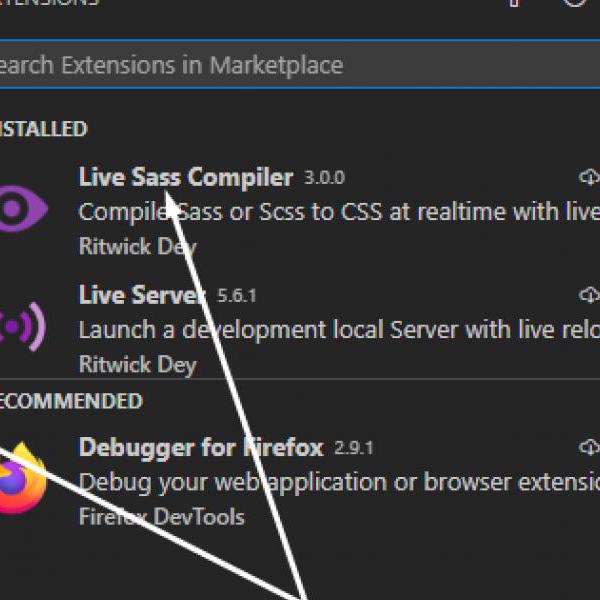 earch Extensions in Marketplace
NSTALLED
Live Sass Compiler 3.0.0
Compile Sass or Scss to CSS at realtime with live
Ritwick Dey
Live Server 5.6.1
Launch a development local Server with live relo
Ritwick Dey
ECOMMENDED
Debugger for Firefox 2.9.1
Debug your web application or browser extensio
Firefox DevTools